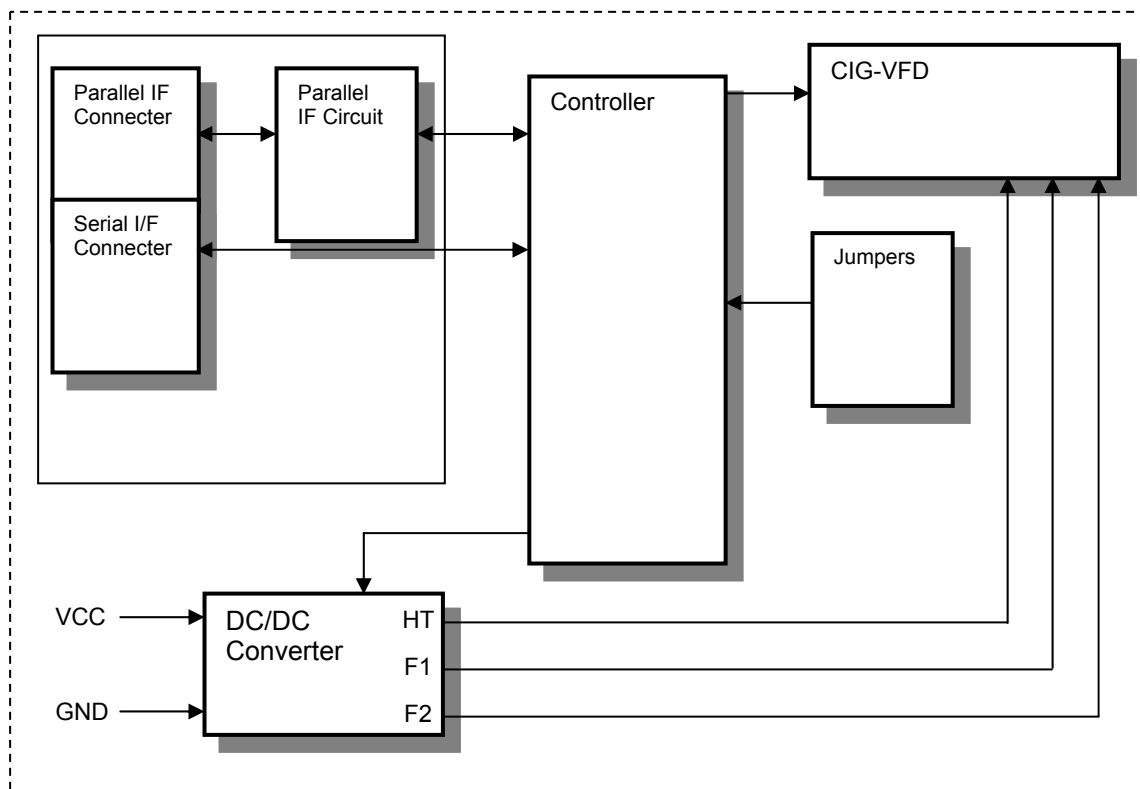 Parallel IF
Connecter
Parallel
IF Circuit
Controller
CIG-VFD
Serial I/F
Connecter
Jumpers
VCC
GND
DC/DC
Converter
HT
F1
F2